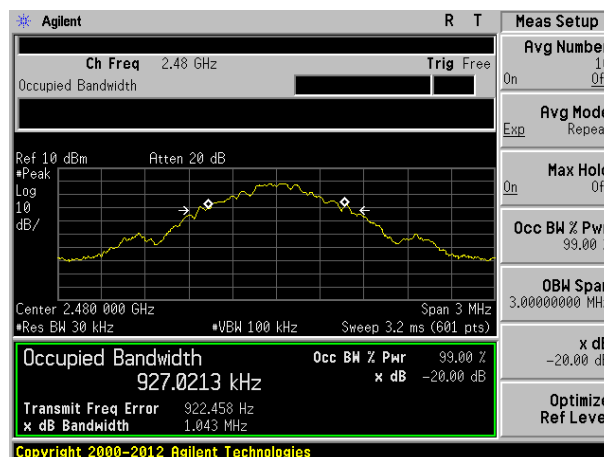 Agilent R T
Ch Freq 2.48 GHz Trig Free
Occupied Bandwidth
Ref 10 dBm Atten 20 dB
#Peak
Log
10
dB/
Center 2.480 000 GHz Span 3 MHz
#Res BW 30 kHz #VBW 100 kHz Sweep 3.2 ms (601 pts)
Occupied Bandwidth
927.0213 kHz
Occ BW % Pwr 99.00 %
x dB -20.00 dB
Transmit Freq Error 922.458 Hz
x dB Bandwidth 1.043 MHz
Copyright 2000-2012 Agilent Technologies
Meas Setup
Avg Number
10
On Of
Avg Mode
Exp Repea
Max Hold
On Of
Occ BW % Pwr
99.00
OBW Span
3.00000000 MH
x dB
-20.00 dB
Optimize
Ref Level